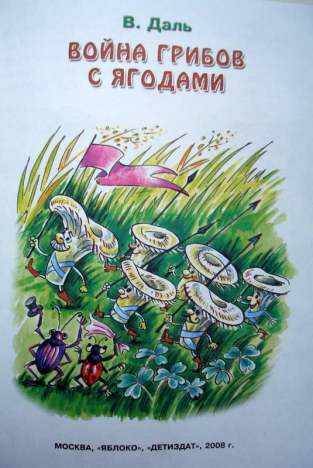 В. Даль
ВОЙНА ГРИБОВ
С ЯГОДАМИ
МОСКВА, «ЯБЛОКО», «ДЕТИЗДАТ», 2008 г.